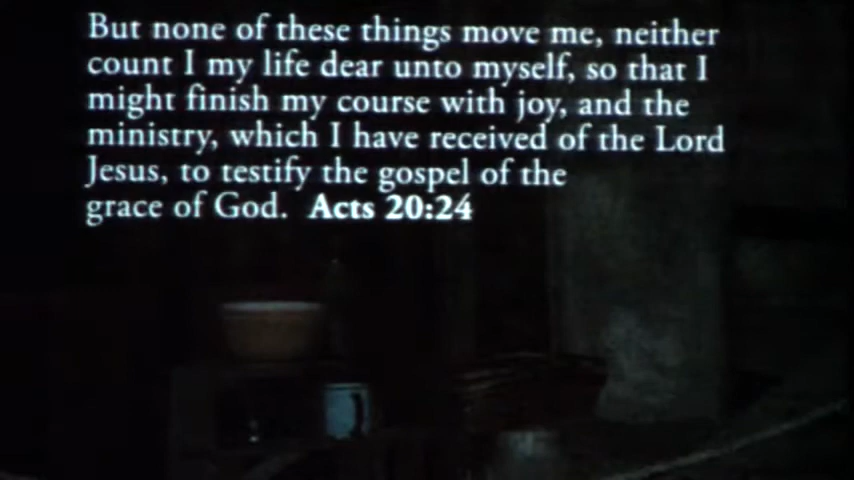 But none of these things move me, neither
count I my life dear unto myself, so that I
might finish my course with joy, and the
ministry, which I have received of the Lord
Jesus, to testify the gospel of the
grace of God. Acts 20:24